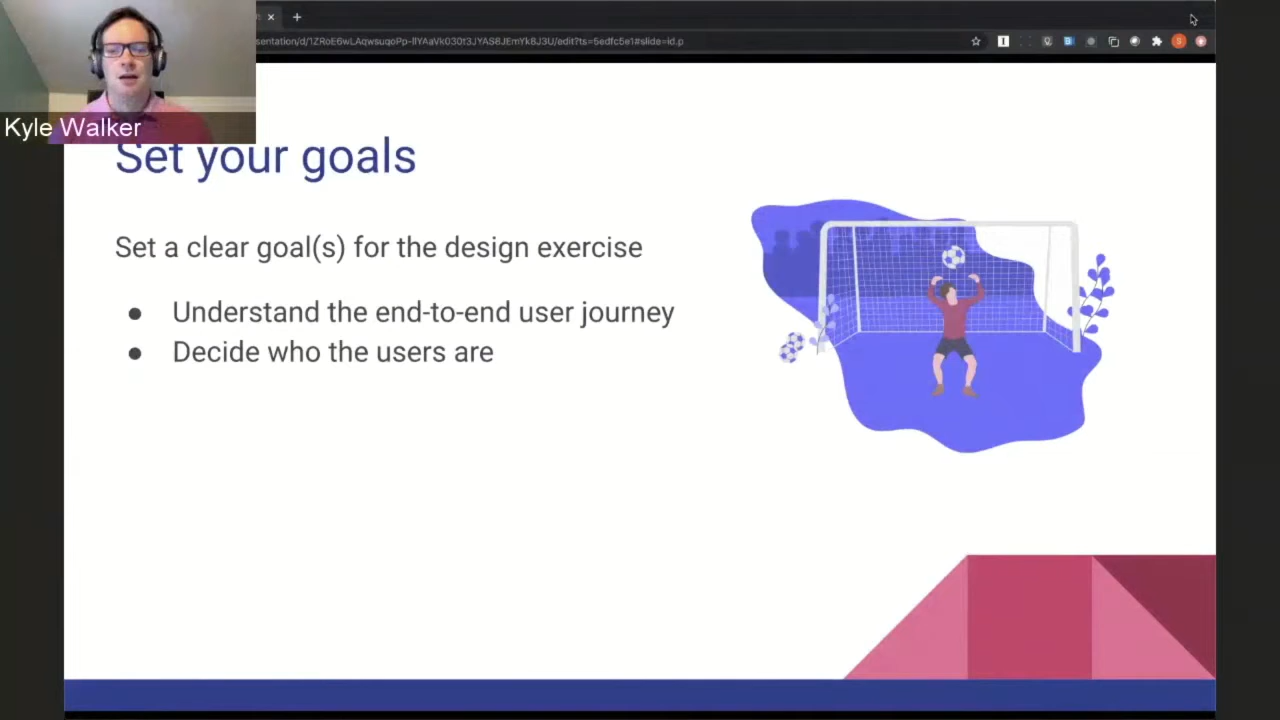 Kyle Walker
Set your goals
Set a clear goal(s) for the design exercise
● Understand the end-to-end user journey
● Decide who the users are